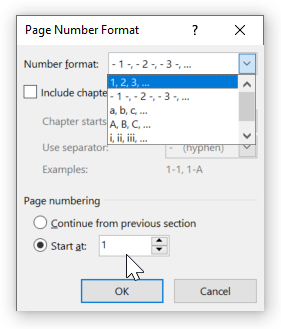 Page Number Format ? ×
Number format: - 1 -, - 2 -, - 3 -, ...
1, 2, 3, ...
Include chapte
- 1 -, - 2 -, - 3 -, ...
a, b, c, ...
Chapter starts
A, B, C, ...
i, ii, iii, ...
Use separator: - (hyphen)
Examples: 1-1, 1-A
Page numbering
Continue from previous section
Start at: 1
OK Cancel